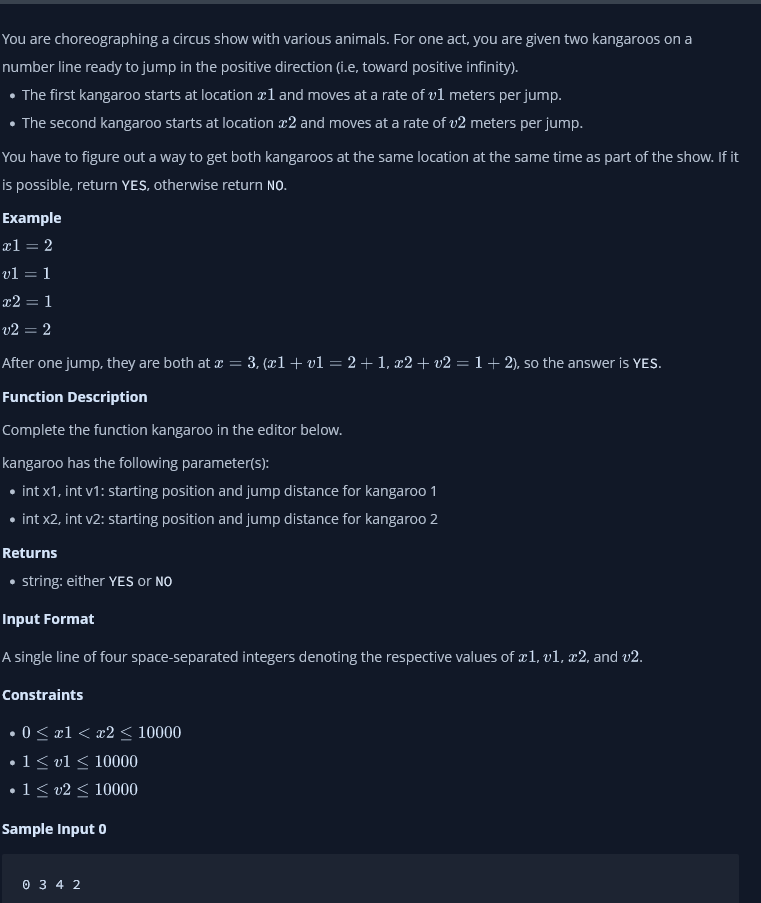 You are choreographing a circus show with various animals. For one act, you are given two kangaroos on a
number line ready to jump in the positive direction (i.e, toward positive infinity).
• The first kangaroo starts at location x1 and moves at a rate of v1 meters per jump.
• The second kangaroo starts at location x2 and moves at a rate of v2 meters per jump.
You have to figure out a way to get both kangaroos at the same location at the same time as part of the show. If it
is possible, return YES, otherwise return NO.
Example
x1 = 2
v1 = 1
x2 = 1
v2 = 2
After one jump, they are both at x = 3, (x1 + v1 = 2 + 1, x2 + v2 = 1 + 2), so the answer is YES.
Function Description
Complete the function kangaroo in the editor below.
kangaroo has the following parameter(s):
• int x1, int v1: starting position and jump distance for kangaroo 1
• int x2, int v2: starting position and jump distance for kangaroo 2
Returns
• string: either YES or NO
Input Format
A single line of four space-separated integers denoting the respective values of x1, v1, x2, and v2.
Constraints
• 0 ≤ x1 < x2 ≤ 10000
• 1 ≤ v1 ≤ 10000
• 1 ≤ v2 ≤ 10000
Sample Input 0
0 3 4 2